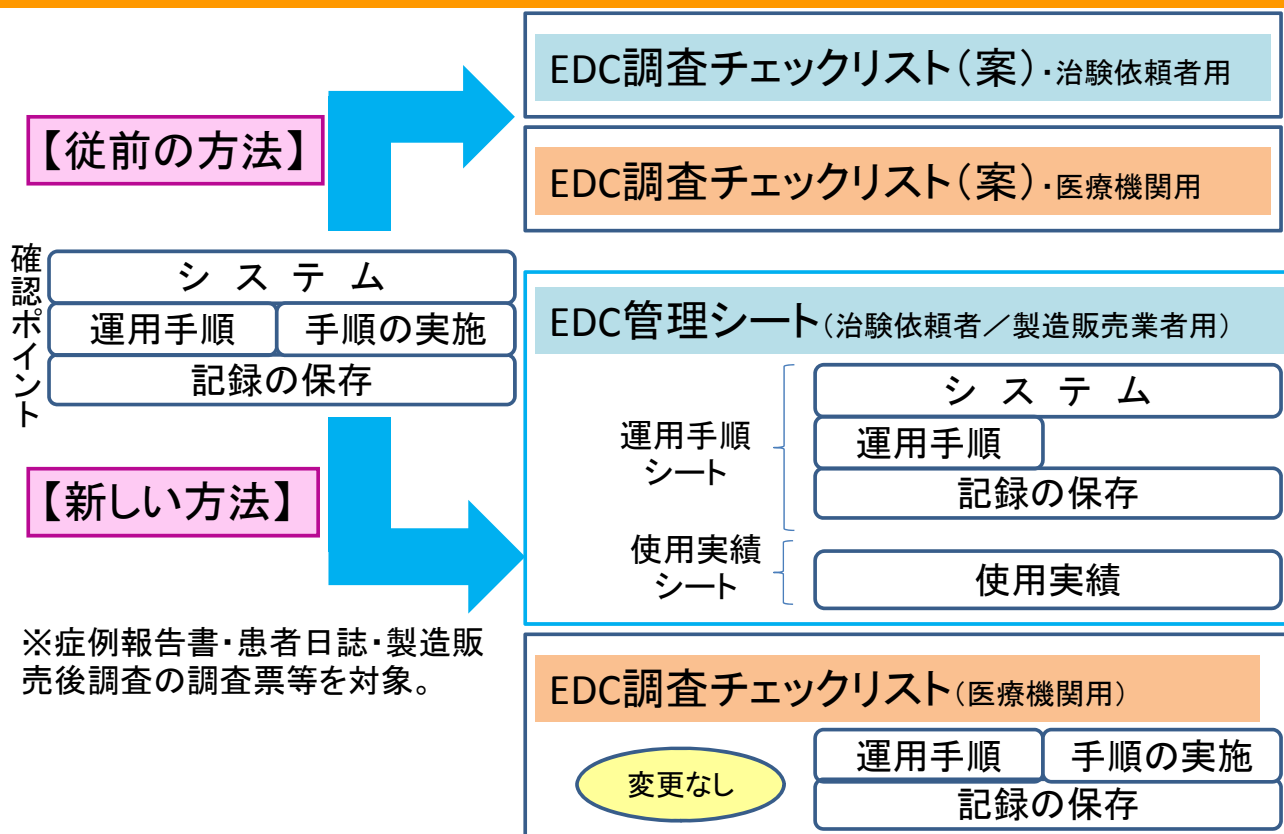 EDC調査チェックリスト（案）・治験依頼者用
【従前の方法】
EDC調査チェックリスト（案）・医療機関用
確認ポイント
システム
運用手順
手順の実施
記録の保存
EDC管理シート（治験依頼者／製造販売業者用）
運用手順
シート
システム
運用手順
記録の保存
【新しい方法】
使用実績
シート
使用実績
※症例報告書・患者日誌・製造販
売後調査の調査票等を対象。
EDC調査チェックリスト（医療機関用）
変更なし
運用手順
手順の実施
記録の保存